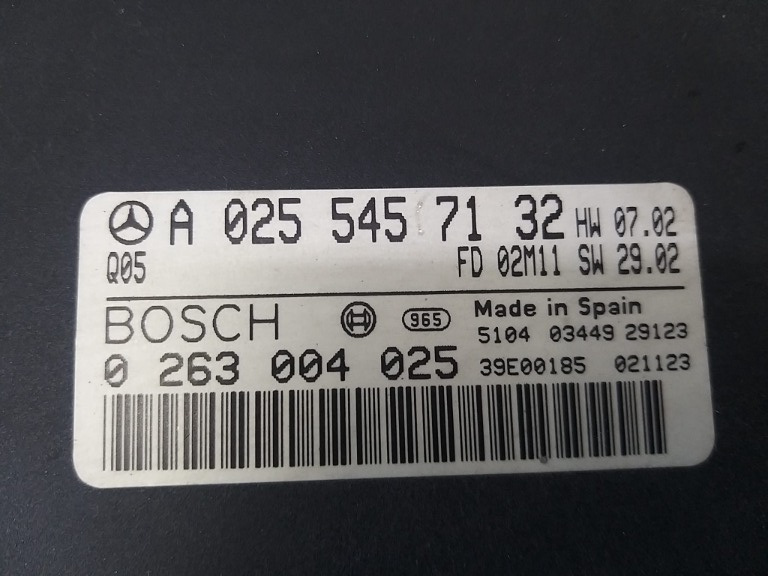 A 025 545 71 32 HW 07.02
Q05 FD 02M11 SW 29.02
BOSCH 965 Made in Spain
5104 03449 29123
0 263 004 025 39E00185 021123